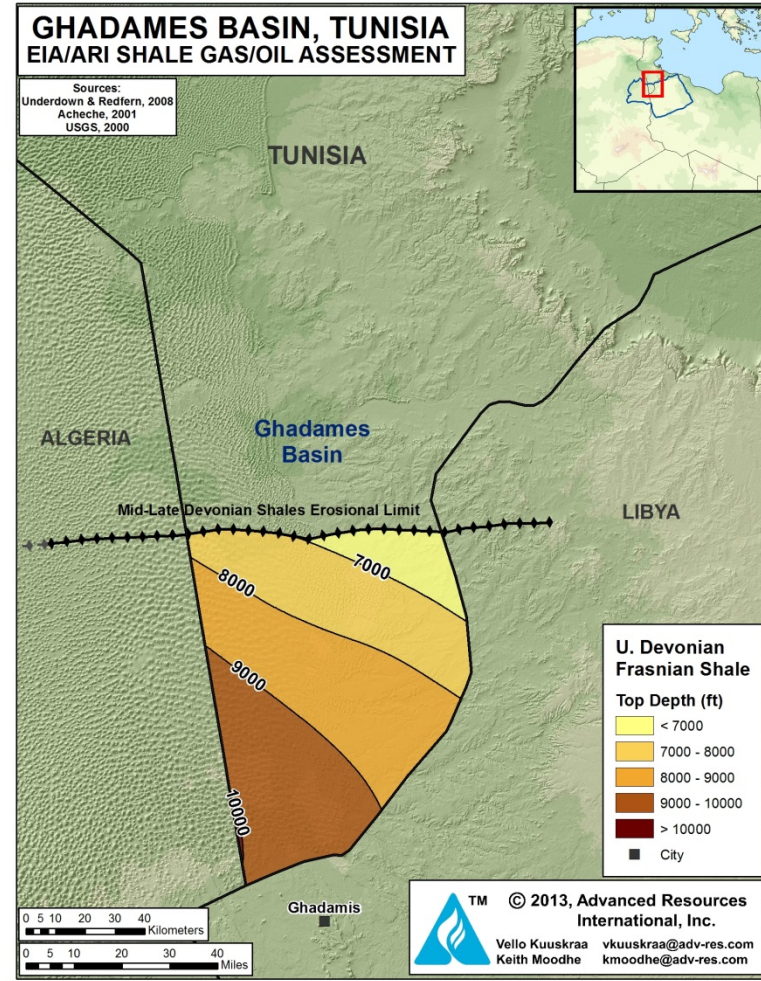 GHADAMES BASIN, TUNISIA
EIA/ARI SHALE GAS/OIL ASSESSMENT
Sources:
Underdown & Redfern, 2008
Acheche, 2001
USGS, 2000
TUNISIA
ALGERIA
Ghadames
Basin
Mid-Late Devonian Shales Erosional Limit
LIBYA
7000
8000
9000
10000
U. Devonian
Frasnian Shale
Top Depth (ft)
< 7000
7000 - 8000
8000 - 9000
9000 - 10000
> 10000
City
Ghadamis
0 5 10 20 30 40
Kilometers
0 5 10 20 30 40
Miles
TM
© 2013, Advanced Resources
International, Inc.
Vello Kuuskraa vkuuskraa@adv-res.com
Keith Moodhe kmoodhe@adv-res.com